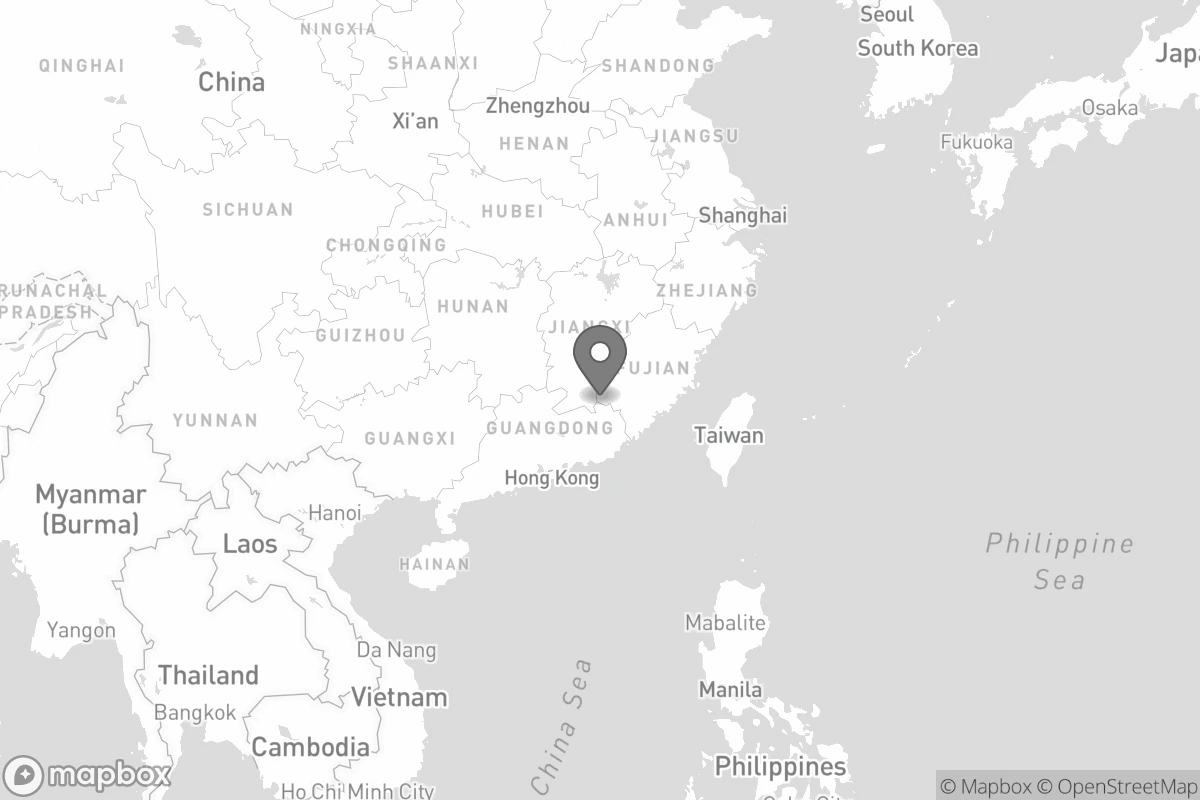 Seoul
NINGXIA
South Korea
QINGHAI
SHAANXI
SHANDONG
Japa
China
Zhengzhou
Osaka
Xi'an
HENAN
JIANGSU
Fukuoka
SICHUAN
HUBEI
ANHUI
Shanghai
CHONGQING
RUNACHAL
PRADESH
ZHEJIANG
HUNAN
JIANGXI
GUIZHOU
FUJIAN
YUNNAN
GUANGXI
GUANGDONG
Taiwan
Hong Kong
Myanmar
(Burma)
Hanoi
Laos
HAINAN
Philippine
Sea
Yangon
Mabalite
Da Nang
Thailand
Vietnam
Manila
Bangkok
China Sea
Cambodia
Philippines
mapbox
Ho Chi Minh City
© Mapbox © OpenStreetMap